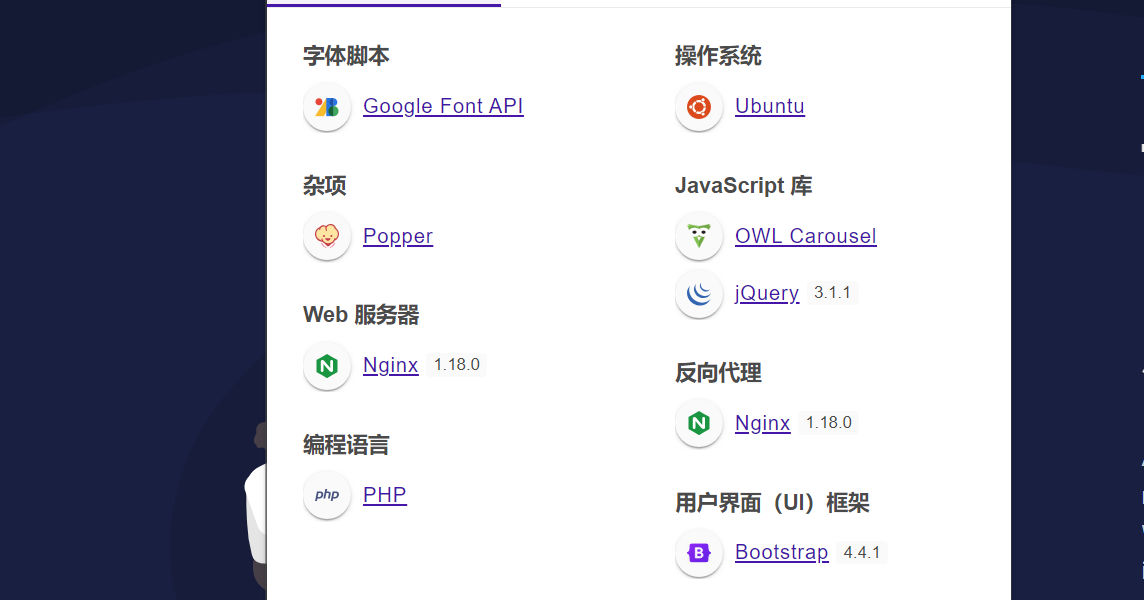 字体脚本
Google Font API
杂项
Popper
Web 服务器
Nginx 1.18.0
编程语言
php PHP
操作系统
Ubuntu
JavaScript 库
OWL Carousel
jQuery 3.1.1
反向代理
Nginx 1.18.0
用户界面（UI）框架
B Bootstrap 4.4.1